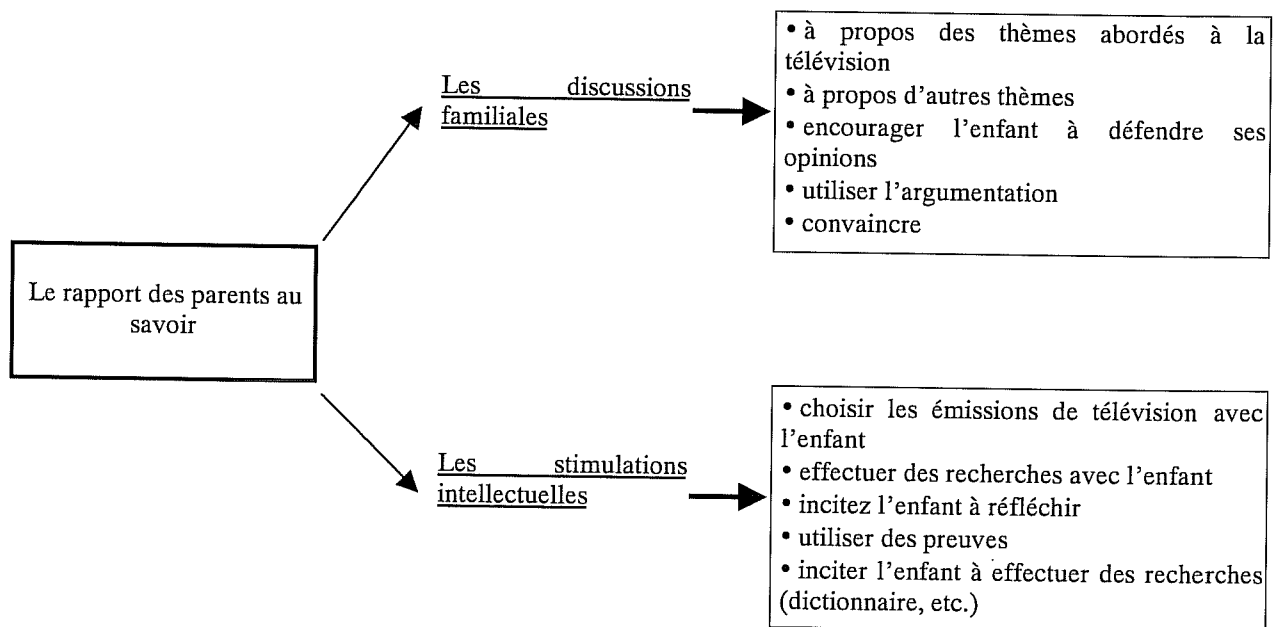 Le rapport des parents au
savoir
Les discussions
familiales
• à propos des thèmes abordés à la
télévision
• à propos d'autres thèmes
• encourager l'enfant à défendre ses
opinions
• utiliser l'argumentation
• convaincre
Les stimulations
intellectuelles
• choisir les émissions de télévision avec
l'enfant
• effectuer des recherches avec l'enfant
• incitez l'enfant à réfléchir
• utiliser des preuves
• inciter l'enfant à effectuer des recherches
(dictionnaire, etc.)